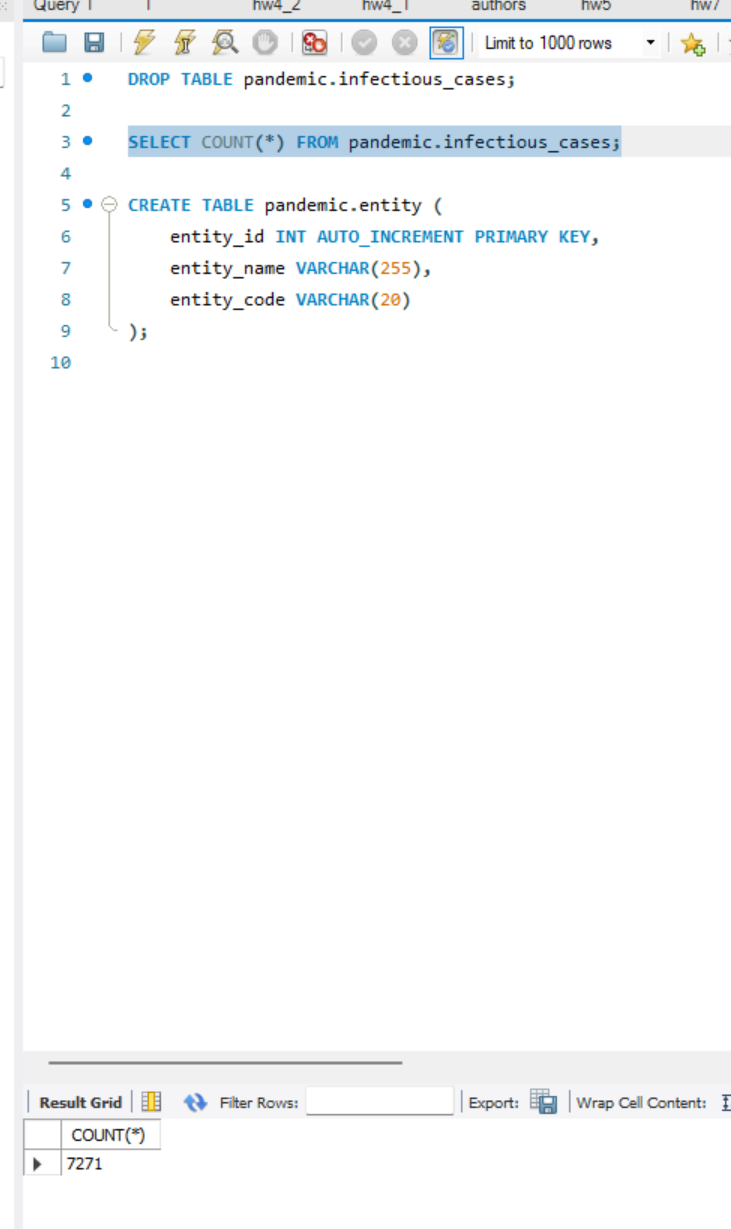 Query 1 hw4_2 hw4_1 authors hw5 hw7
Limit to 1000 rows
1 DROP TABLE pandemic.infectious_cases;
2
3 SELECT COUNT(*) FROM pandemic.infectious_cases;
4
5 CREATE TABLE pandemic.entity (
6 entity_id INT AUTO_INCREMENT PRIMARY KEY,
7 entity_name VARCHAR(255),
8 entity_code VARCHAR(20)
9 );
10
Result Grid Filter Rows: Export: Wrap Cell Content:
COUNT(*)
7271